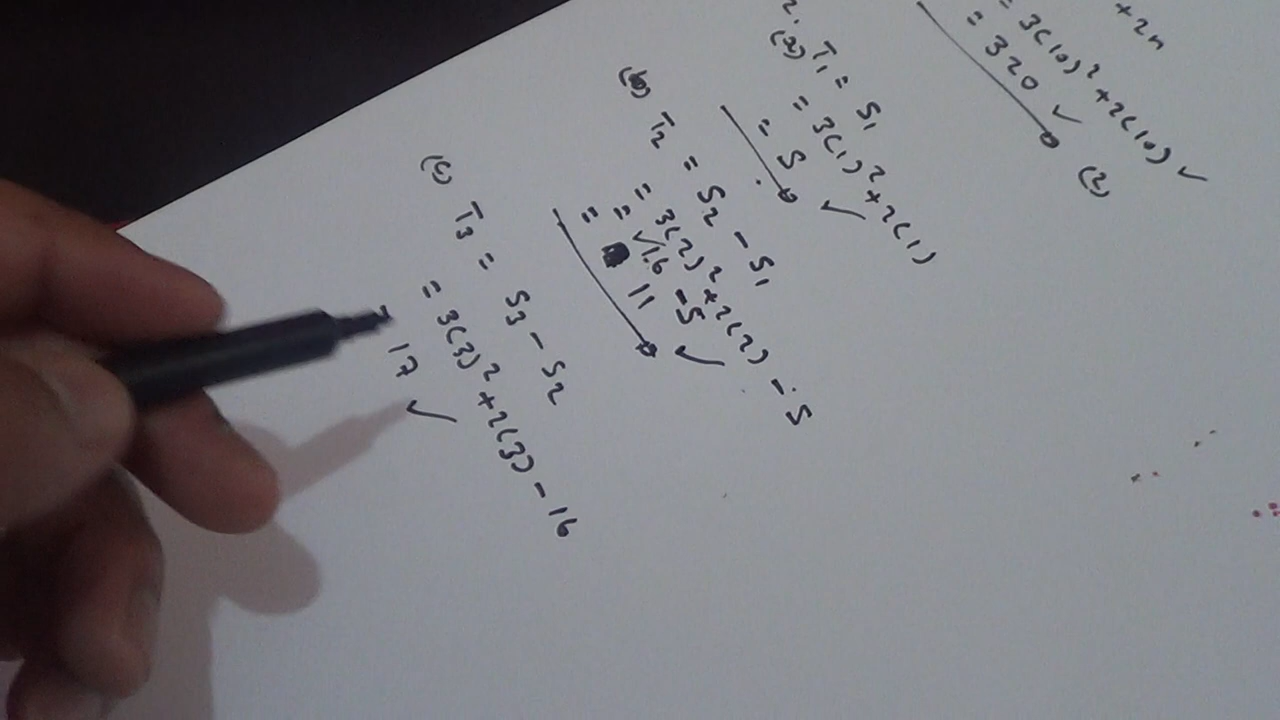 +2n
= 3(10)² + 2(10) ✓
= 320 ✓
(2)
2.
(a) T₁ = S₁
= 3(1)² + 2(1)
= 5 ✓
(b) T₂ = S₂ - S₁
= 3(2)² + 2(2) - 5
= 16 - 5 ✓
= 11
(c) T₃ = S₃ - S₂
= 3(3)² + 2(3) - 16
17 ✓